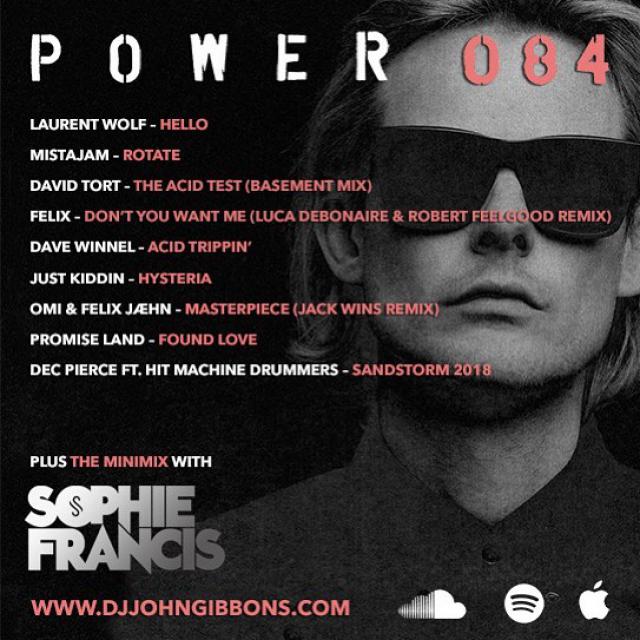 POWER 084
LAURENT WOLF – HELLO
MISTAJAM – ROTATE
DAVID TORT – THE ACID TEST (BASEMENT MIX)
FELIX – DON'T YOU WANT ME (LUCA DEBONAIRE & ROBERT FEELGOOD REMIX)
DAVE WINNEL – ACID TRIPPIN'
JUST KIDDIN – HYSTERIA
OMI & FELIX JÆHN – MASTERPIECE (JACK WINS REMIX)
PROMISE LAND – FOUND LOVE
DEC PIERCE FT. HIT MACHINE DRUMMERS – SANDSTORM 2018
PLUS THE MINIMIX WITH
SOPHIE
FRANCIS
WWW.DJJOHNGIBBONS.COM